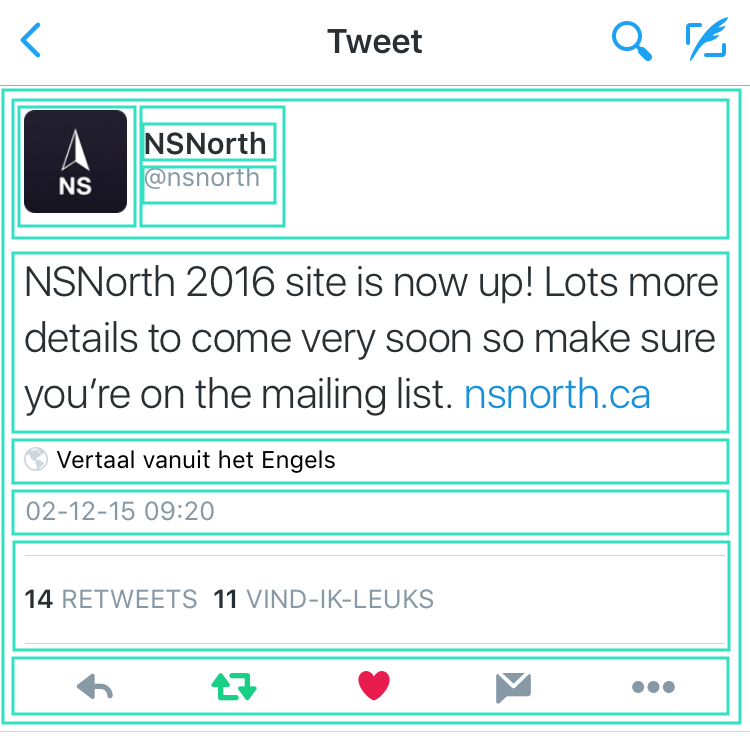 Tweet
NS
NSNorth
@nsnorth
NSNorth 2016 site is now up! Lots more
details to come very soon so make sure
you’re on the mailing list. nsnorth.ca
Vertaal vanuit het Engels
02-12-15 09:20
14 RETWEETS 11 VIND-IK-LEUKS